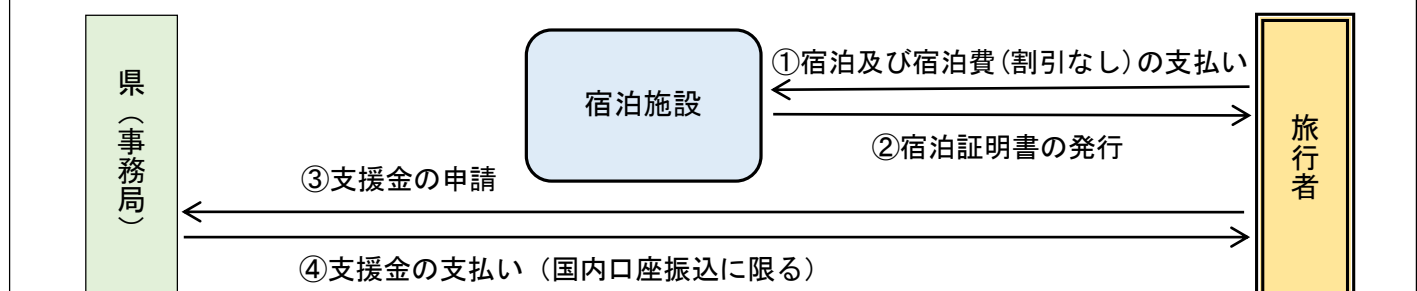 県（事務局）
宿泊施設
①宿泊及び宿泊費（割引なし）の支払い
②宿泊証明書の発行
旅行者
③支援金の申請
④支援金の支払い（国内口座振込に限る）